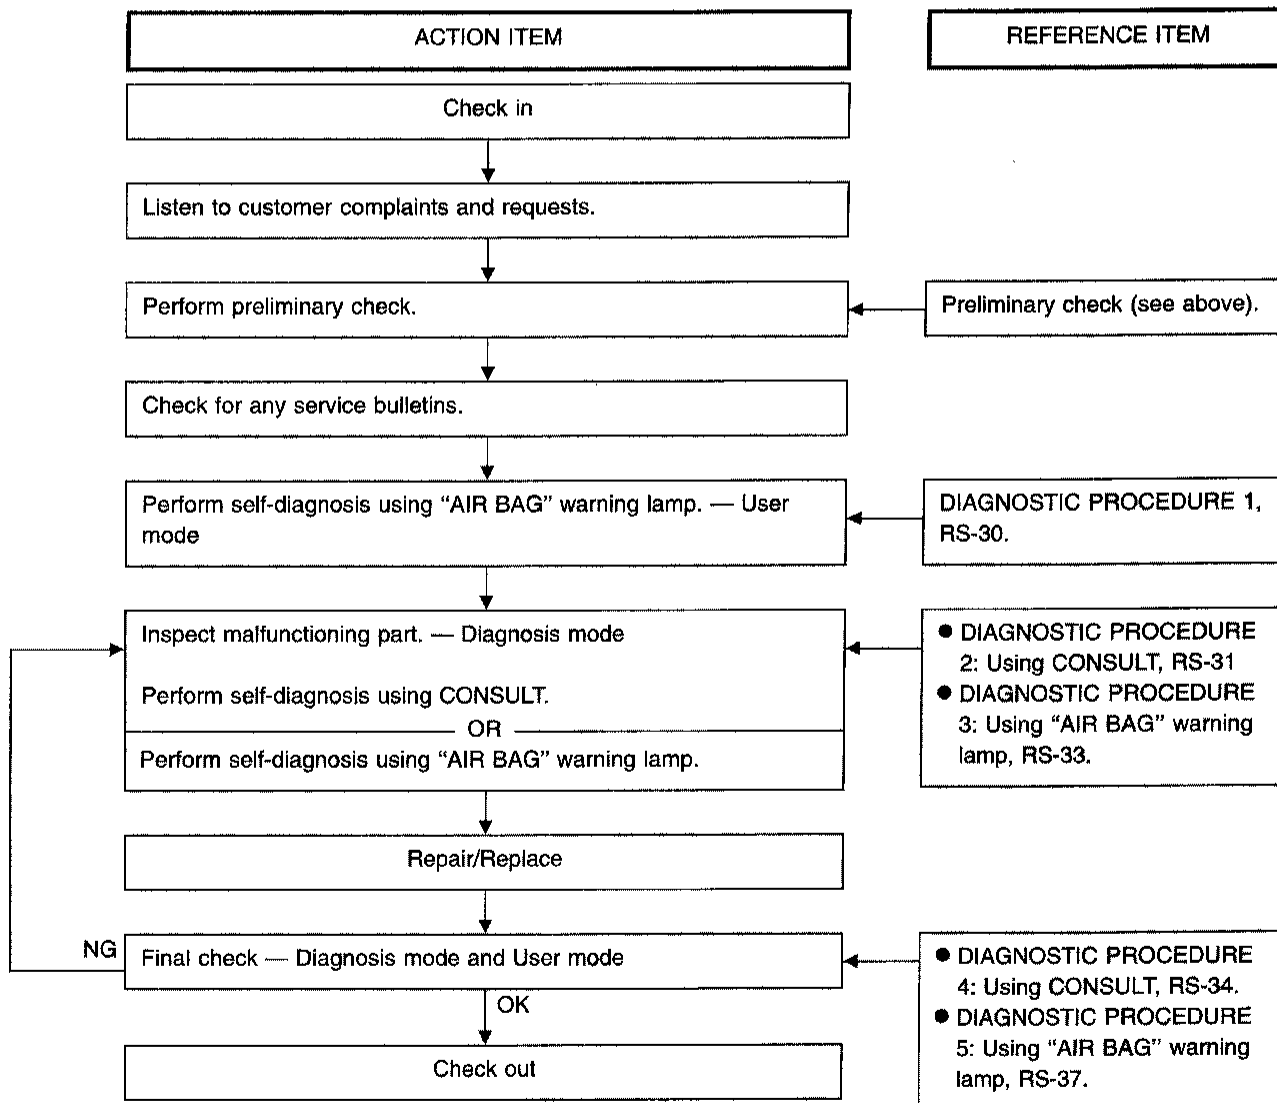 ACTION ITEM
REFERENCE ITEM
Check in
Listen to customer complaints and requests.
Perform preliminary check.
Preliminary check (see above).
Check for any service bulletins.
Perform self-diagnosis using “AIR BAG” warning lamp. — User
mode
DIAGNOSTIC PROCEDURE 1,
RS-30.
Inspect malfunctioning part. — Diagnosis mode
Perform self-diagnosis using CONSULT.
OR
Perform self-diagnosis using “AIR BAG” warning lamp.
● DIAGNOSTIC PROCEDURE
2: Using CONSULT, RS-31
● DIAGNOSTIC PROCEDURE
3: Using “AIR BAG” warning
lamp, RS-33.
Repair/Replace
NG
Final check — Diagnosis mode and User mode
● DIAGNOSTIC PROCEDURE
4: Using CONSULT, RS-34.
● DIAGNOSTIC PROCEDURE
5: Using “AIR BAG” warning
lamp, RS-37.
OK
Check out